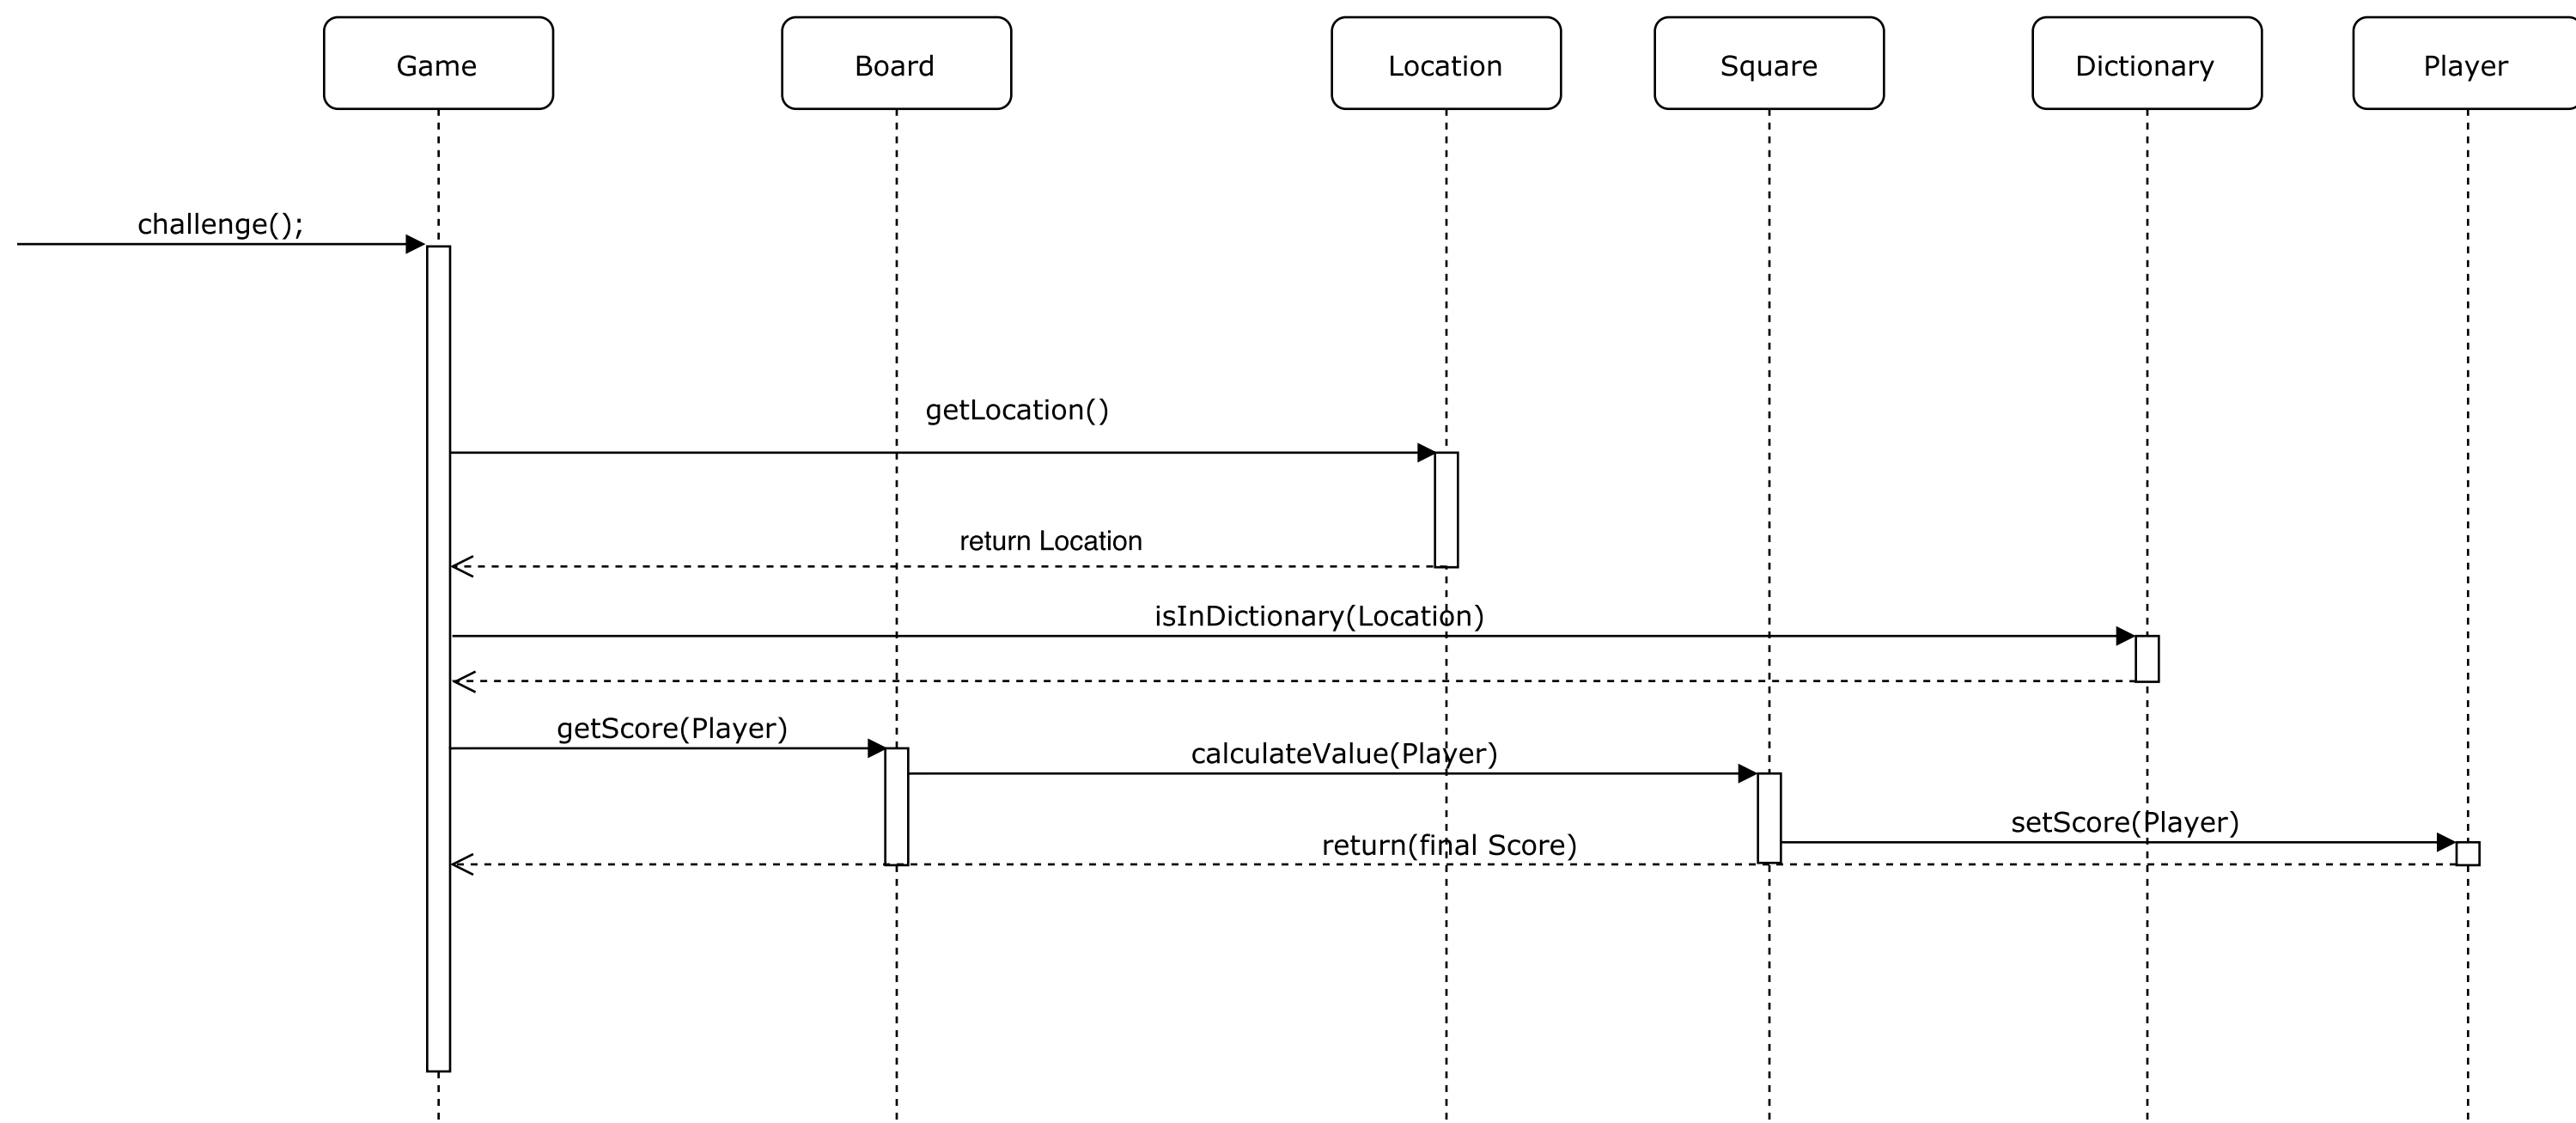 Game
Board
Location
Square
Dictionary
Player
challenge();
getLocation()
return Location
isInDictionary(Location)
getScore(Player)
calculateValue(Player)
setScore(Player)
return(final Score)